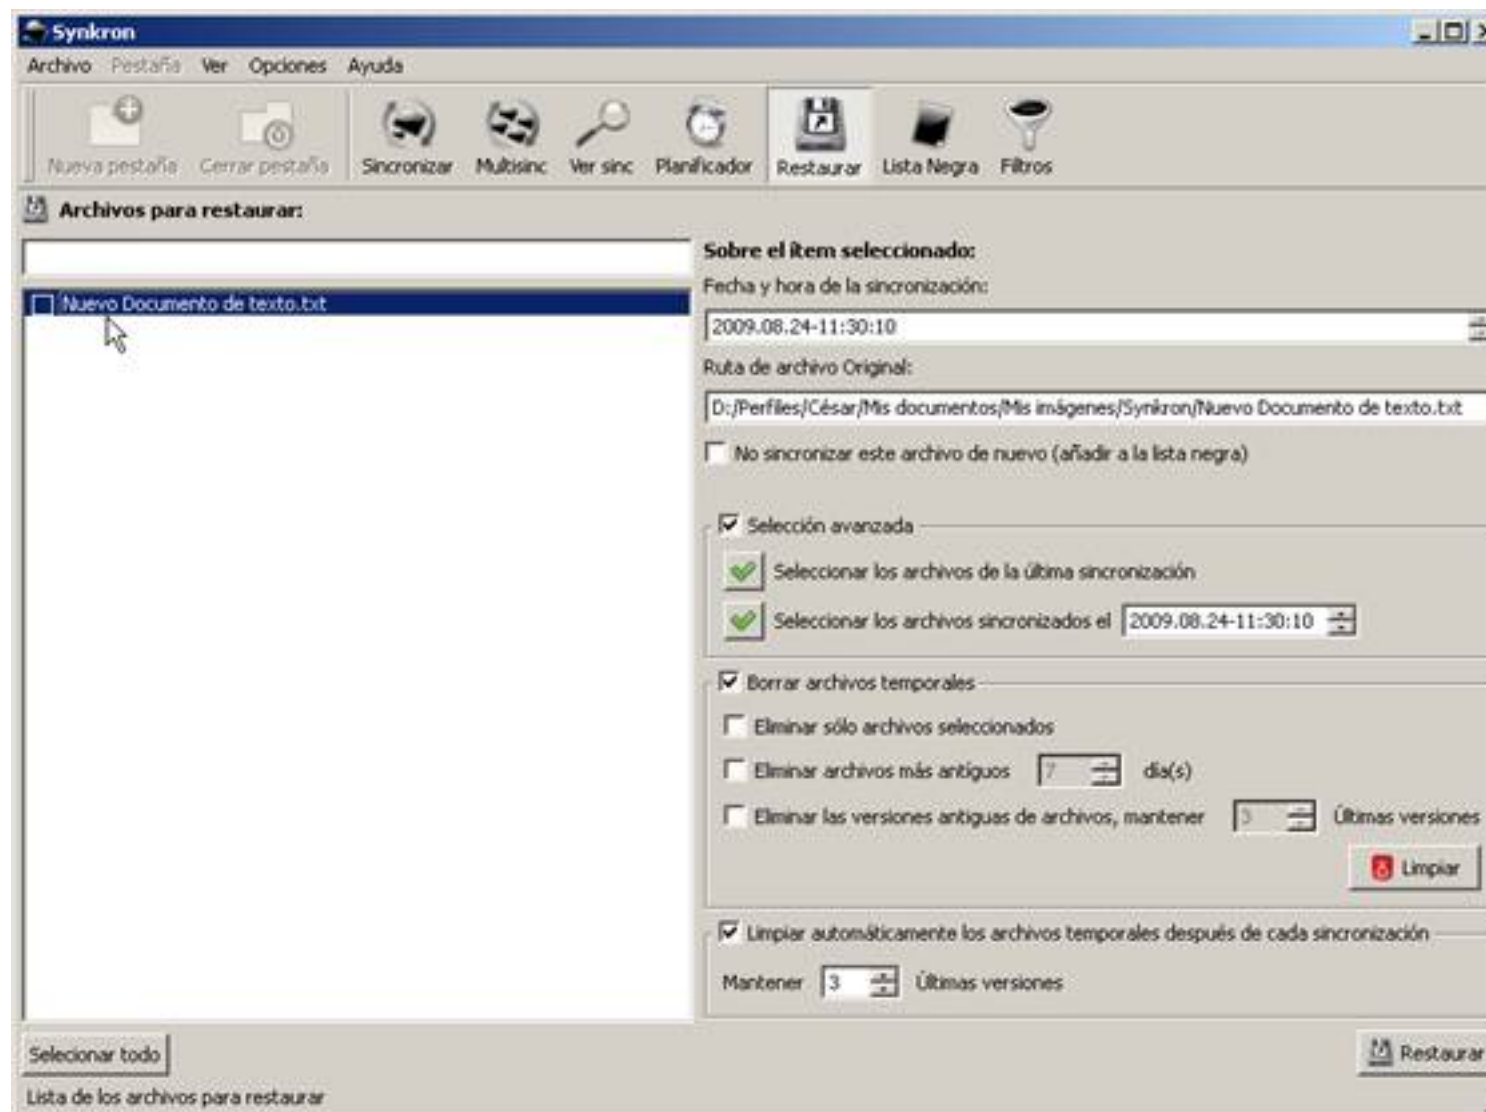 Synkron
Archivo Pestaña Ver Opciones Ayuda
Nueva pestaña Cerrar pestaña Sincronizar Multisinc Ver sinc Planificador Restaurar Lista Negra Filtros
Archivos para restaurar:
Nuevo Documento de texto.txt
Sobre el ítem seleccionado:
Fecha y hora de la sincronización:
2009.08.24-11:30:10
Ruta de archivo Original:
D:/Perfiles/César/Mis documentos/Mis imágenes/Synkron/Nuevo Documento de texto.txt
No sincronizar este archivo de nuevo (añadir a la lista negra)
Selección avanzada
Seleccionar los archivos de la última sincronización
Seleccionar los archivos sincronizados el 2009.08.24-11:30:10
Borrar archivos temporales
Eliminar sólo archivos seleccionados
Eliminar archivos más antíguos 7 día(s)
Eliminar las versiones antiguas de archivos, mantener 3 Últimas versiones
Limpiar
Limpiar automáticamente los archivos temporales después de cada sincronización
Mantener 3 Últimas versiones
Selecionar todo
Restaurar
Lista de los archivos para restaurar